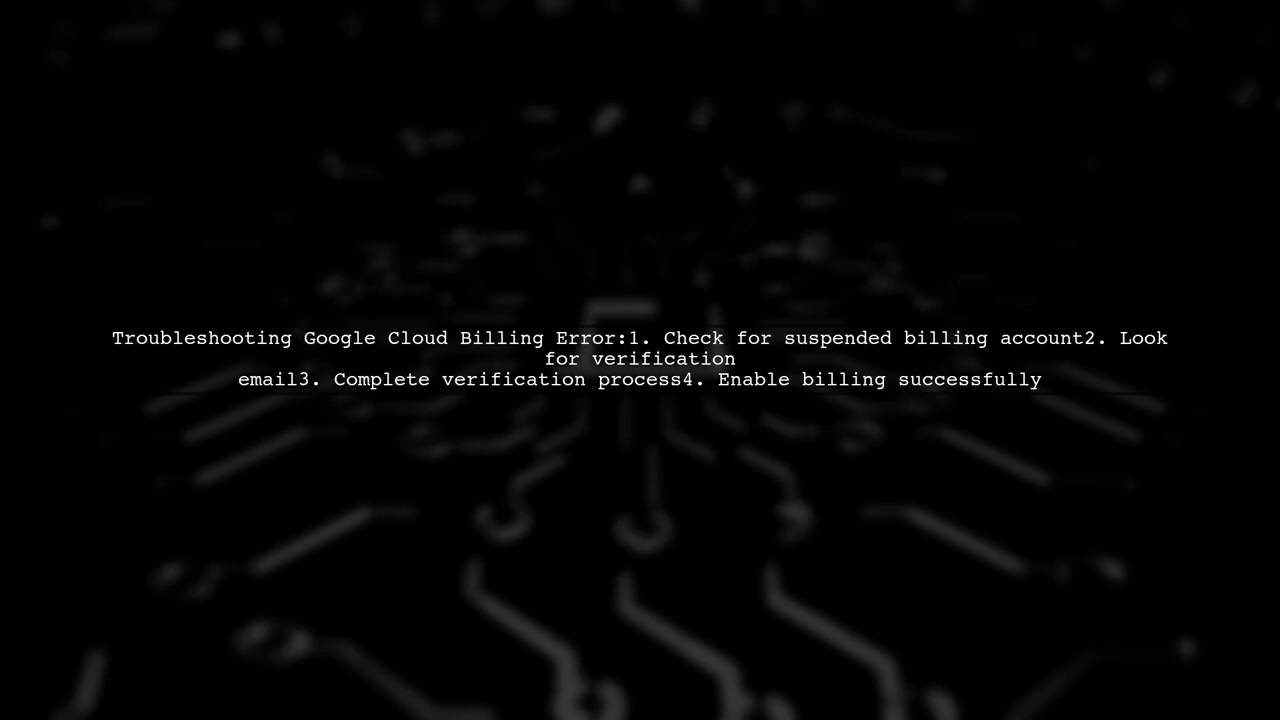 Troubleshooting Google Cloud Billing Error:1. Check for suspended billing account2. Look
for verification
email3. Complete verification process4. Enable billing successfully